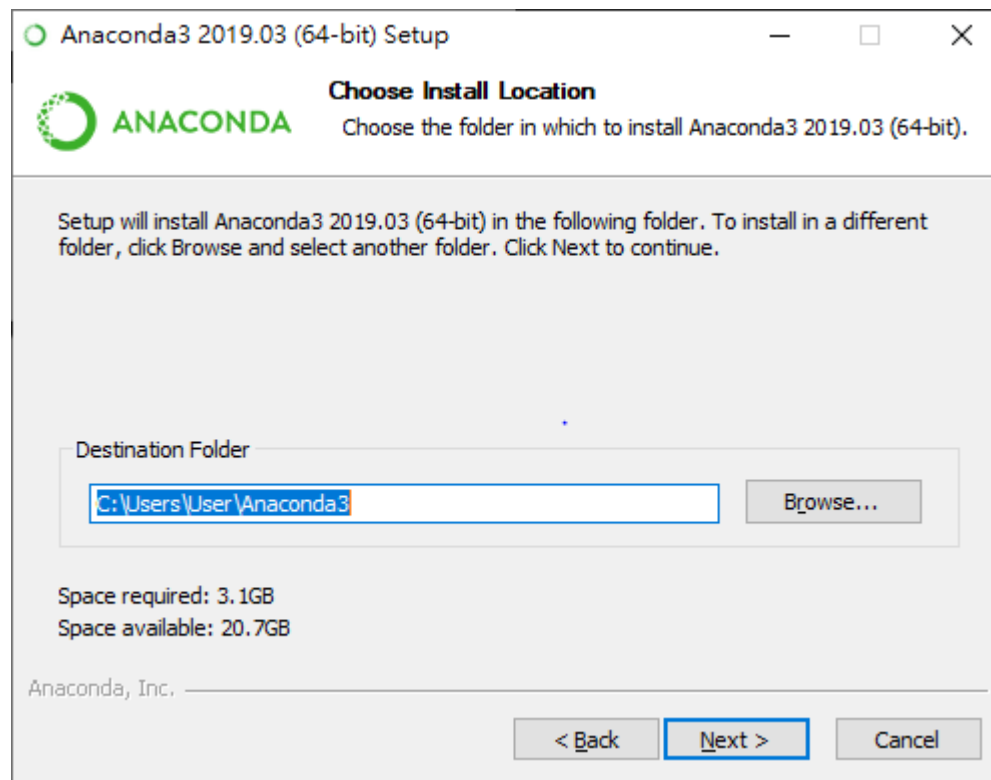 Anaconda3 2019.03 (64-bit) Setup
ANACONDA
Choose Install Location
Choose the folder in which to install Anaconda3 2019.03 (64-bit).
Setup will install Anaconda3 2019.03 (64-bit) in the following folder. To install in a different
folder, click Browse and select another folder. Click Next to continue.
Destination Folder
C:\Users\User\Anaconda3
Browse...
Space required: 3.1GB
Space available: 20.7GB
Anaconda, Inc.
< Back
Next >
Cancel